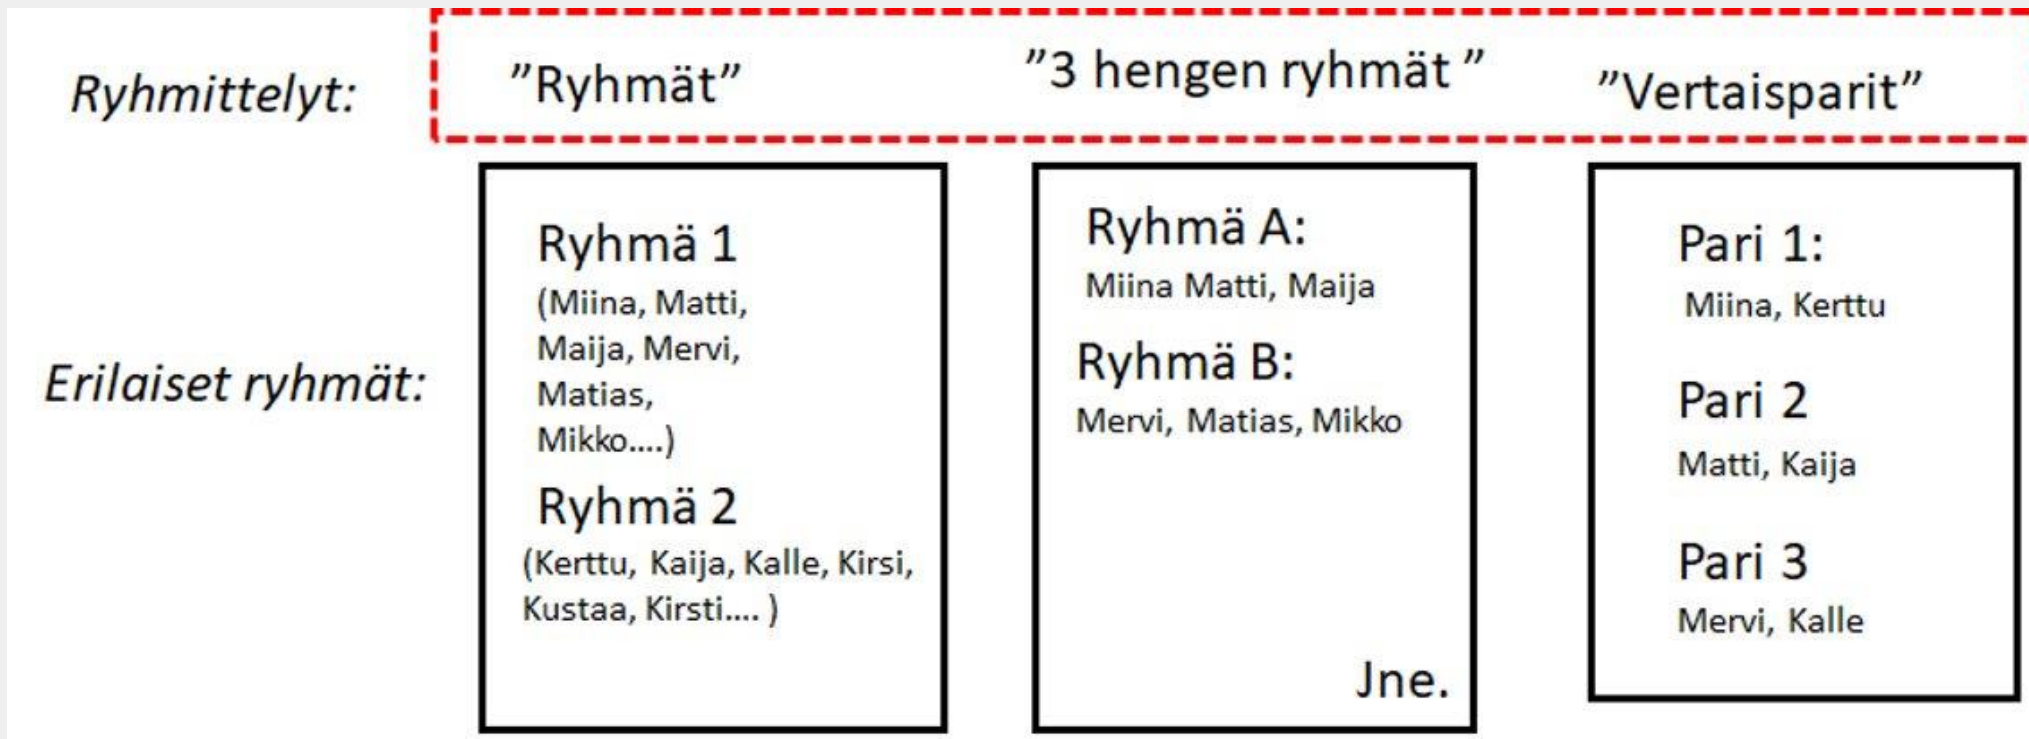 Ryhmittelyt:
”Ryhmät”
”3 hengen ryhmät ”
”Vertaisparit”
Erilaiset ryhmät:
Ryhmä 1
(Miina, Matti,
Maija, Mervi,
Matias,
Mikko....)
Ryhmä 2
(Kerttu, Kaija, Kalle, Kirsi,
Kustaa, Kirsti.... )
Ryhmä A:
Miina Matti, Maija
Ryhmä B:
Mervi, Matias, Mikko
Jne.
Pari 1:
Miina, Kerttu
Pari 2
Matti, Kaija
Pari 3
Mervi, Kalle